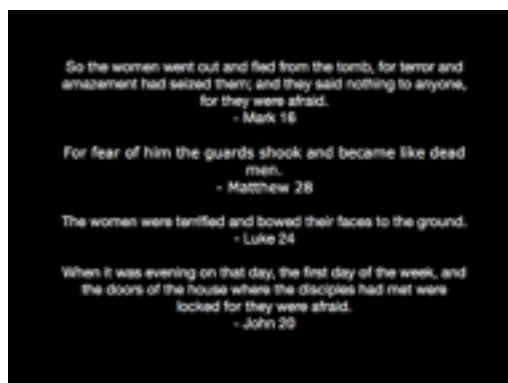 So the women went out and fled from the tomb, for terror and
amazement had seized them; and they said nothing to anyone,
for they were afraid.
- Mark 16
For fear of him the guards shook and became like dead
men.
- Matthew 28
The women were terrified and bowed their faces to the ground.
- Luke 24
When it was evening on that day, the first day of the week, and
the doors of the house where the disciples had met were
locked for they were afraid.
- John 20